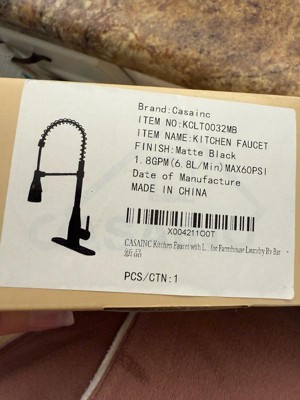 Brand:Casainc
ITEM NO:KCLT0032MB
ITEM NAME:KITCHEN FAUCET
FINISH:Matte Black
1.8GPM(6.8L/Min)MAX60PSI
Date of Manufacture
MADE IN CHINA
X004211O0T
CASAINC Kitchen Faucet with L... for Farmhouse Laundry Rv Bar
新品
PCS/CTN:1